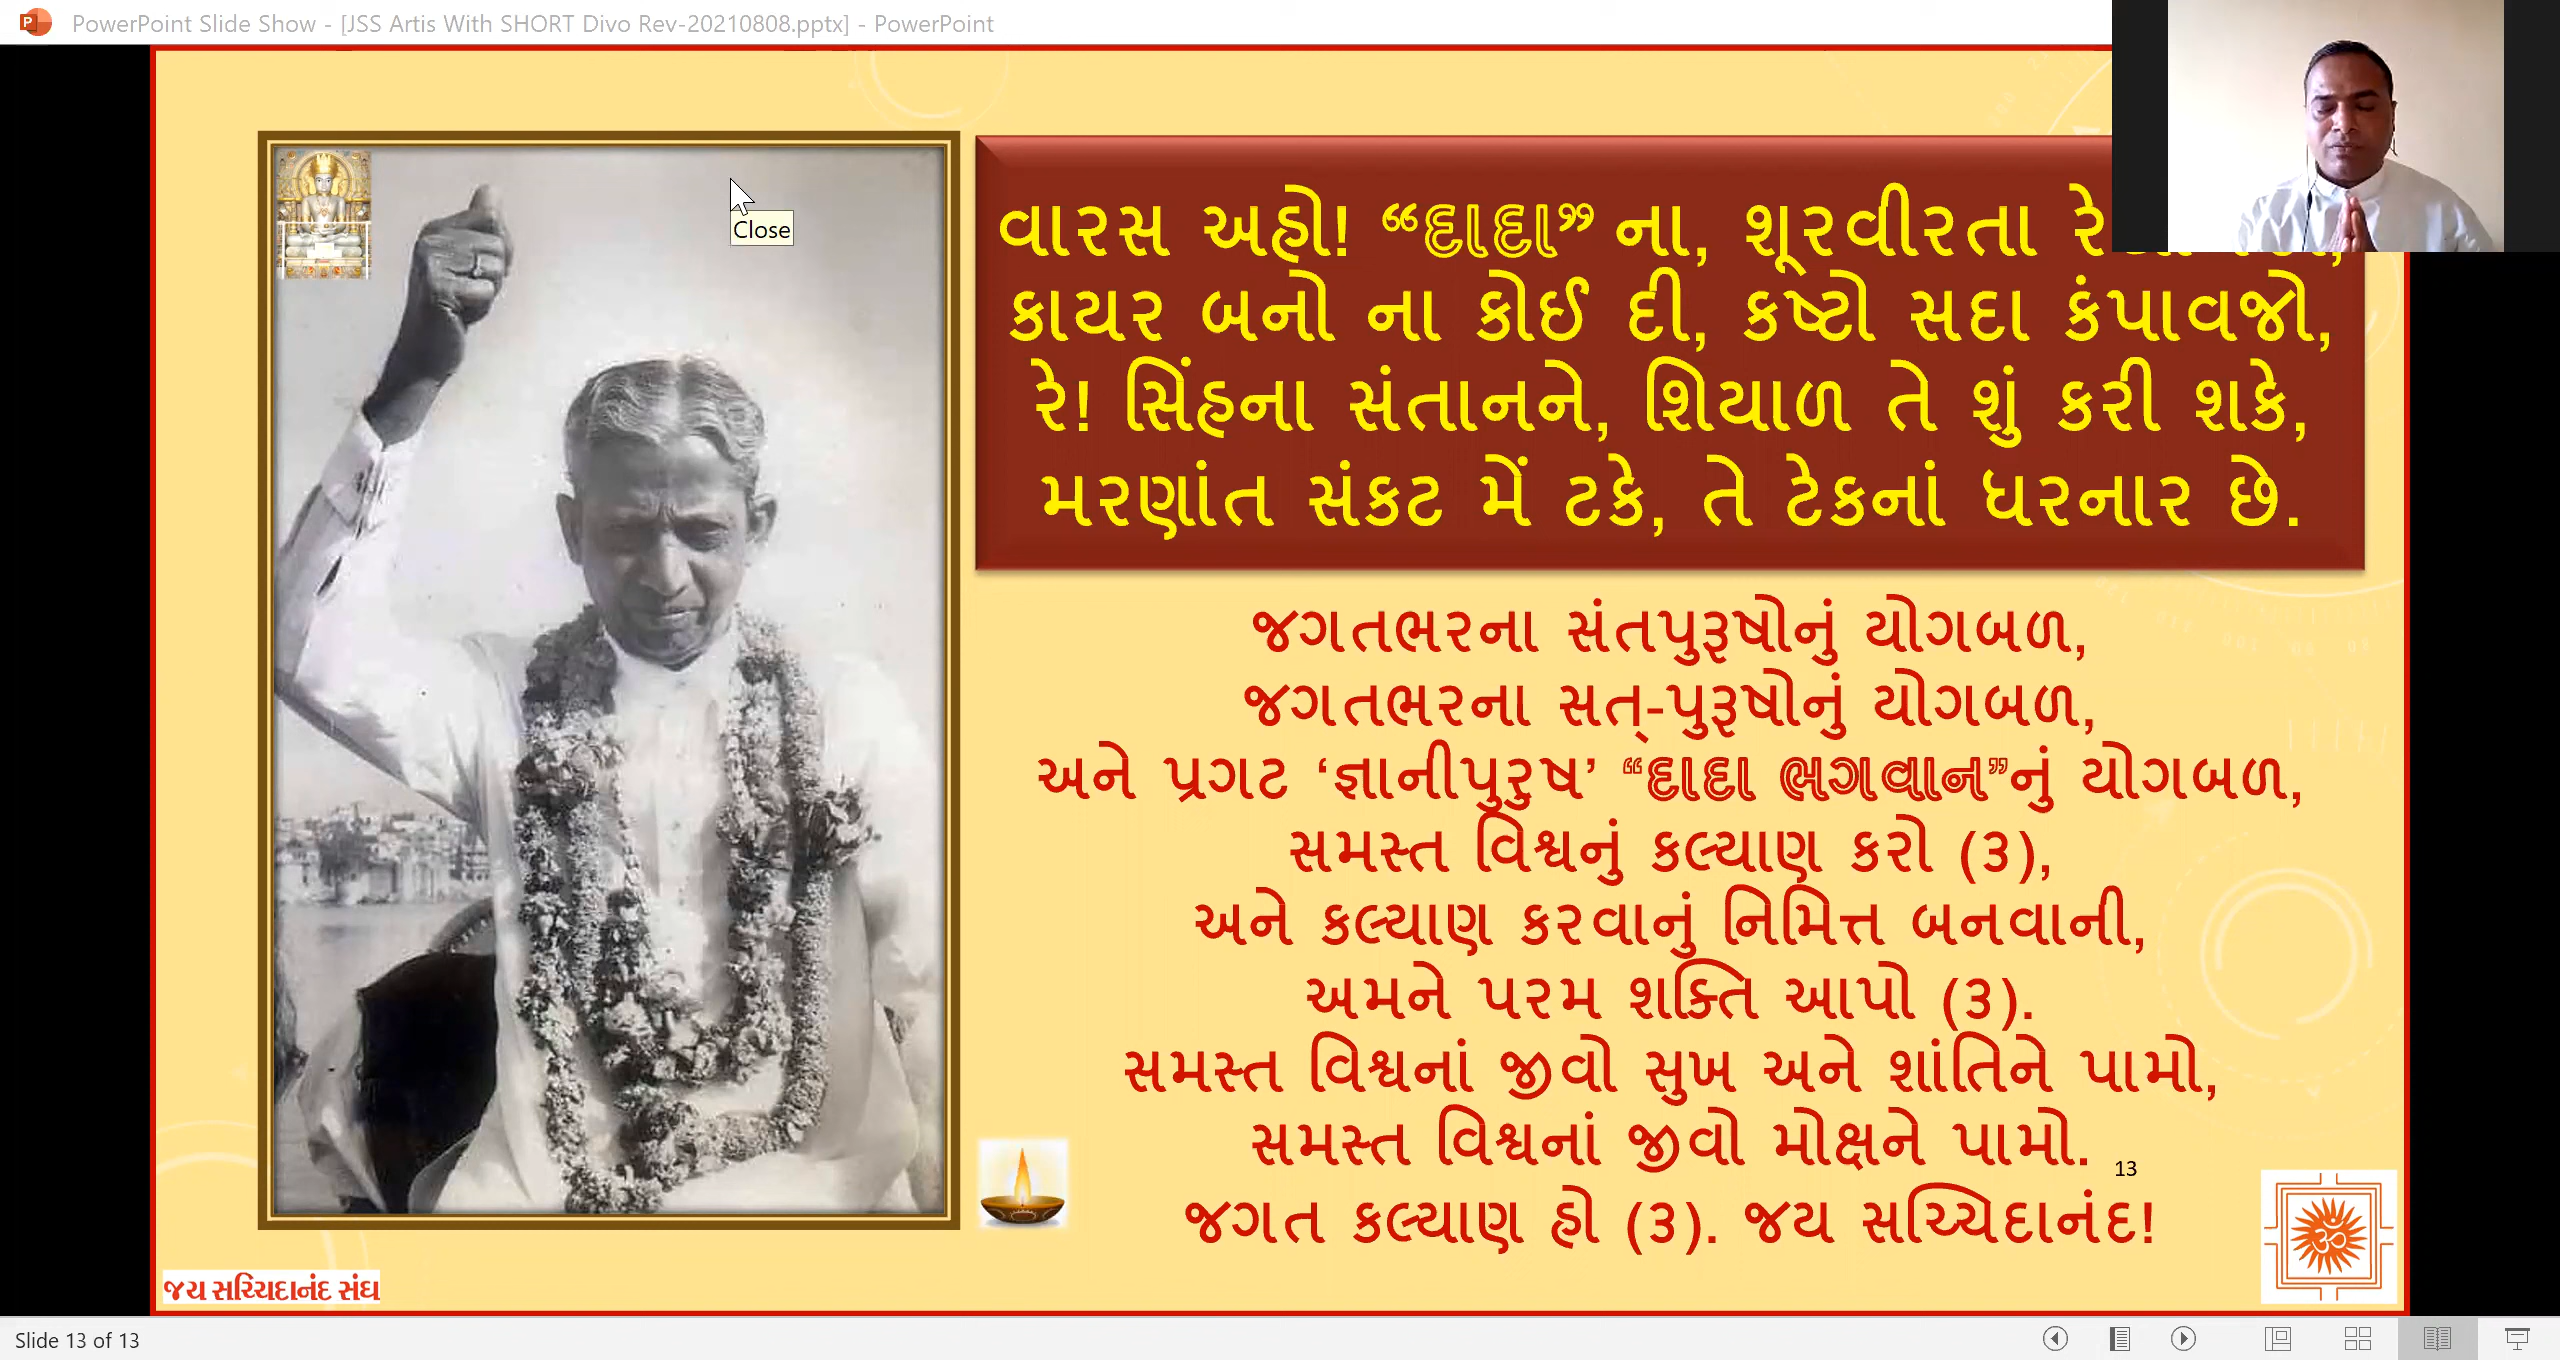 PowerPoint Slide Show - [JSS Artis With SHORT Divo Rev-20210808.pptx] - PowerPoint
Close
વારસ અહો! “દાદા” ના, શૂરવીરતા
કાયર બનો ના કોઈ દી, કષ્ટો સદા કંપાવજો,
રે! સિંહના સંતાનને, શિયાળ તે શું કરી શકે,
મરણાંત સંકટ મેં ટકે, તે ટેકનાં ધરનાર છે.
જગતભરના સંતપુરૂષોનું યોગબળ,
જગતભરના સત્-પુરૂષોનું યોગબળ,
અને પ્રગટ ‘જ્ઞાનીપુરુષ’ “દાદા ભગવાન”નું યોગબળ,
સમસ્ત વિશ્વનું કલ્યાણ કરો (૩),
અને કલ્યાણ કરવાનું નિમિત્ત બનવાની,
અમને પરમ શક્તિ આપો (૩).
સમસ્ત વિશ્વનાં જીવો સુખ અને શાંતિને પામો,
સમસ્ત વિશ્વનાં જીવો મોક્ષને પામો.
13
જગત કલ્યાણ હો (૩). જય સચ્ચિદાનંદ!
જય સચ્ચિદાનંદ સંઘ
Slide 13 of 13